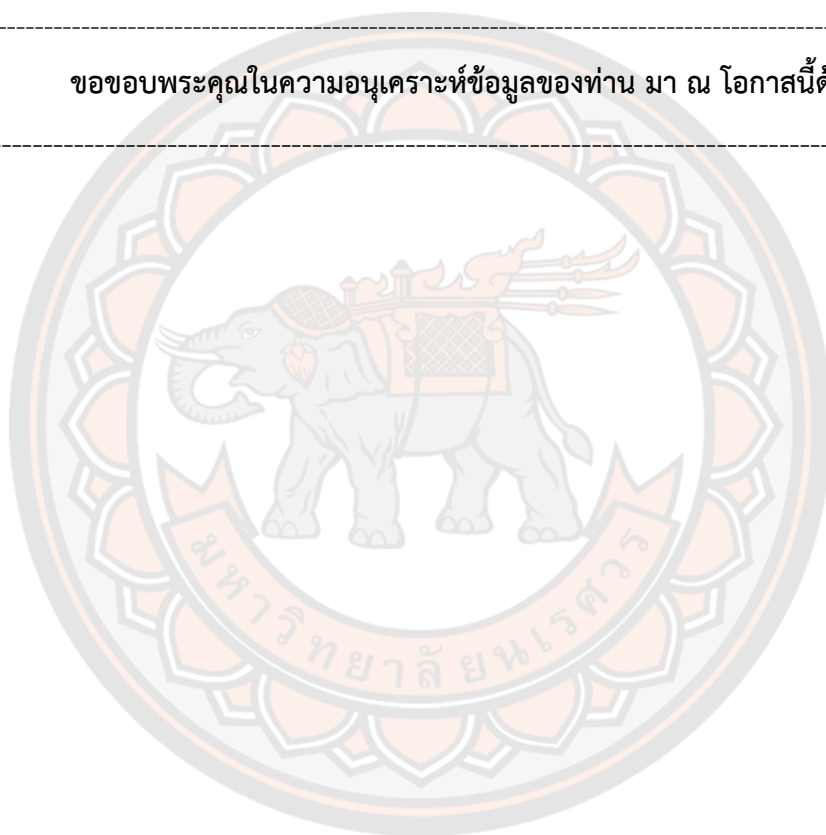 ขอขอบพระคุณในความอนุเคราะห์ข้อมูลของท่าน มา ณ โอกาสนี้
มหาวิทยาลัยนเรศวร